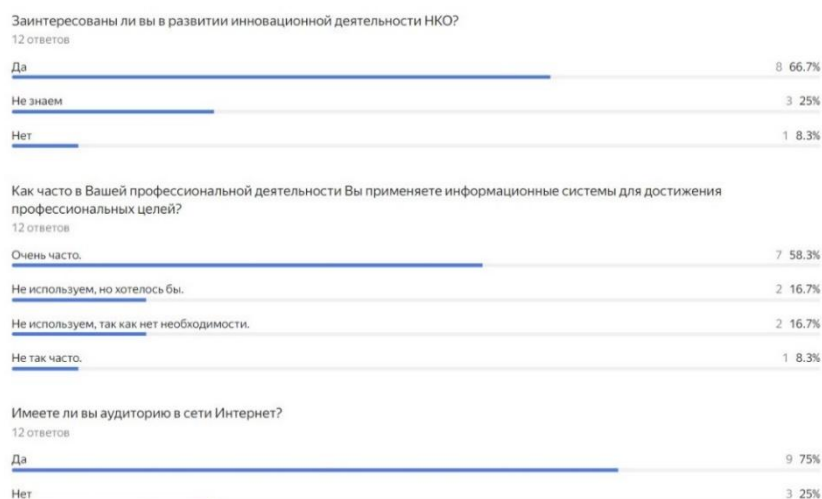 Заинтересованы ли вы в развитии инновационной деятельности НКО?
12 ответов
Да 8 66.7%
Не знаем 3 25%
Нет 1 8.3%
Как часто в Вашей профессиональной деятельности Вы применяете информационные системы для достижения
профессиональных целей?
12 ответов
Очень часто. 7 58.3%
Не используем, но хотелось бы. 2 16.7%
Не используем, так как нет необходимости. 2 16.7%
Не так часто. 1 8.3%
Имеете ли вы аудиторию в сети Интернет?
12 ответов
Да 9 75%
Нет 3 25%